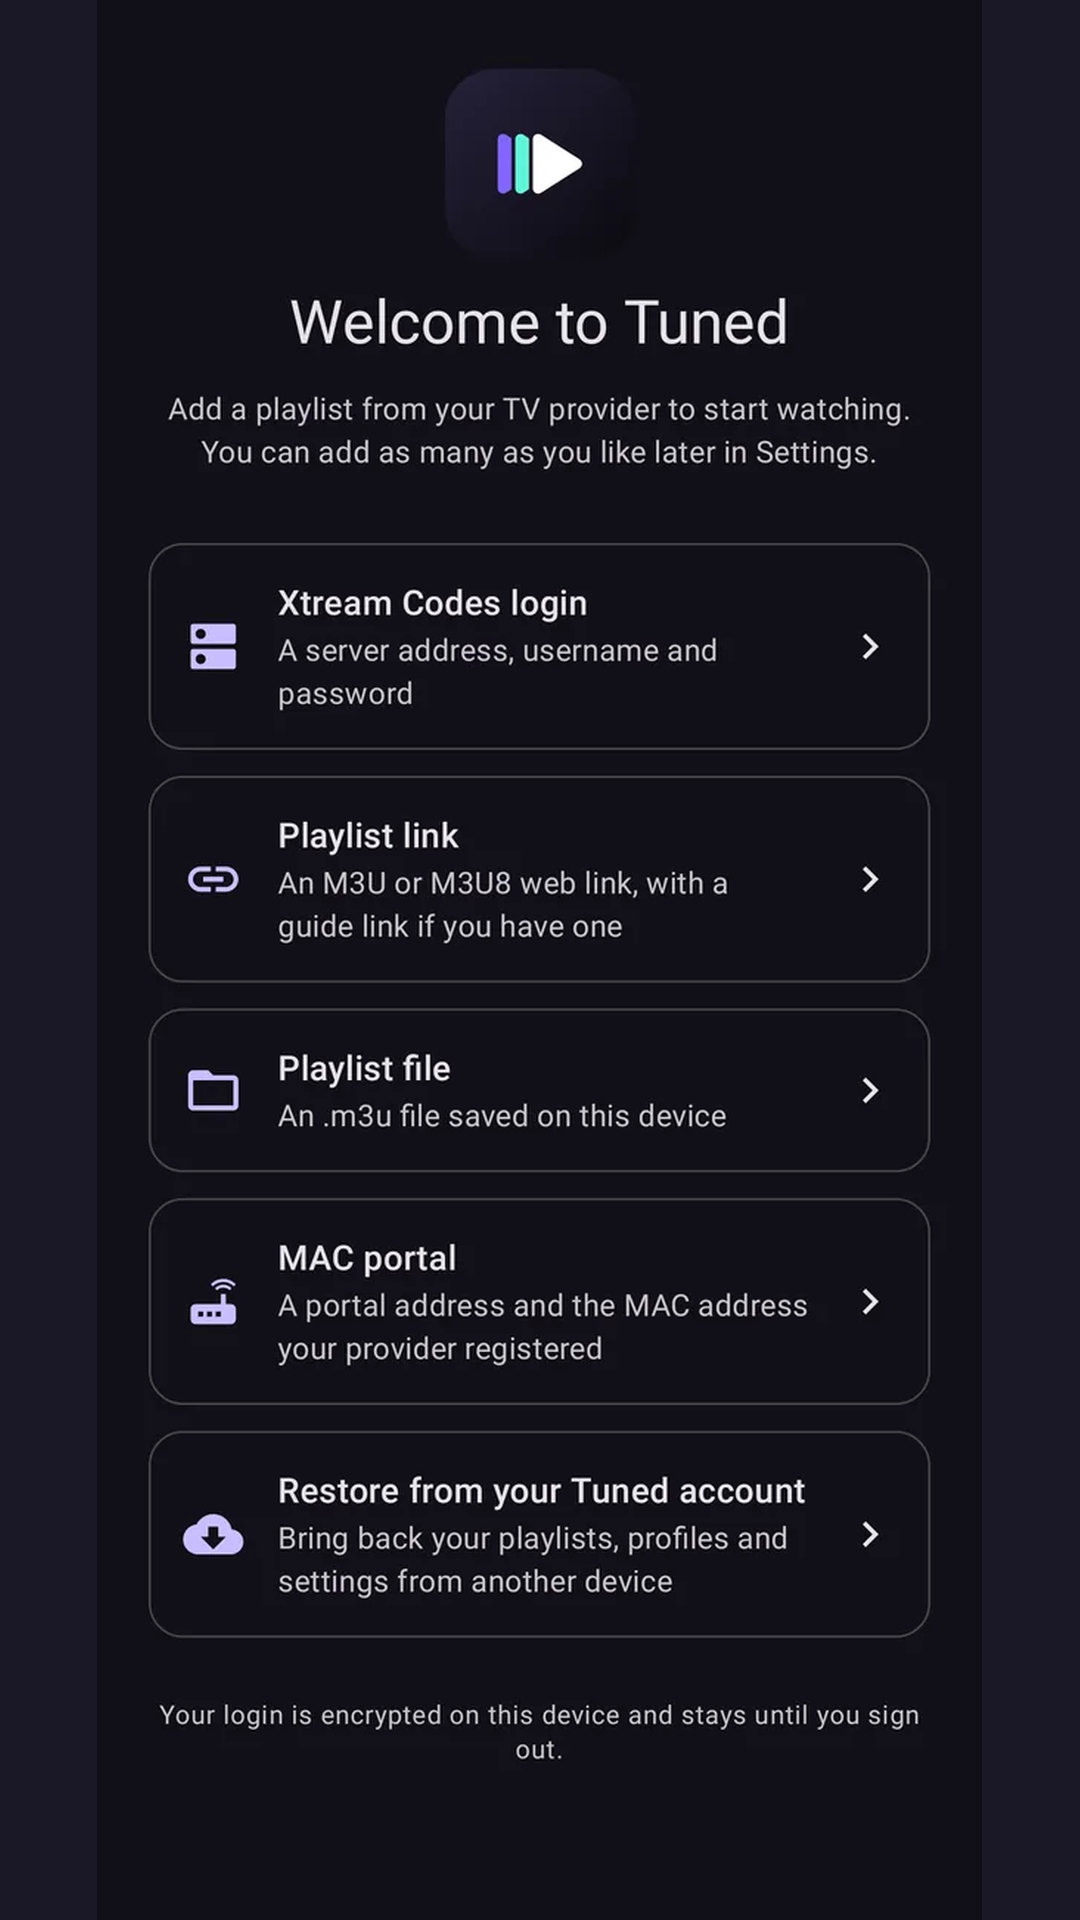 Welcome to Tuned
Add a playlist from your TV provider to start watching.
You can add as many as you like later in Settings.
Xtream Codes login
A server address, username and
password
Playlist link
An M3U or M3U8 web link, with a
guide link if you have one
Playlist file
An .m3u file saved on this device
MAC portal
A portal address and the MAC address
your provider registered
Restore from your Tuned account
Bring back your playlists, profiles and
settings from another device
Your login is encrypted on this device and stays until you sign
out.